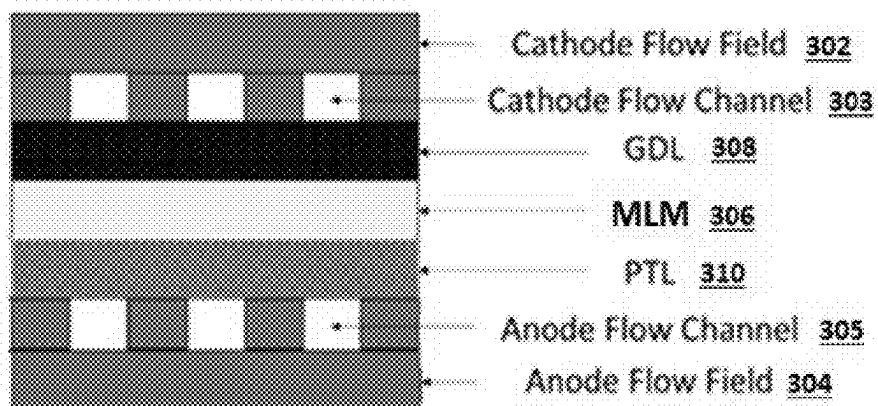 Cathode Flow Field 302
Cathode Flow Channel 303
GDL 308
MLM 306
PTL 310
Anode Flow Channel 305
Anode Flow Field 304